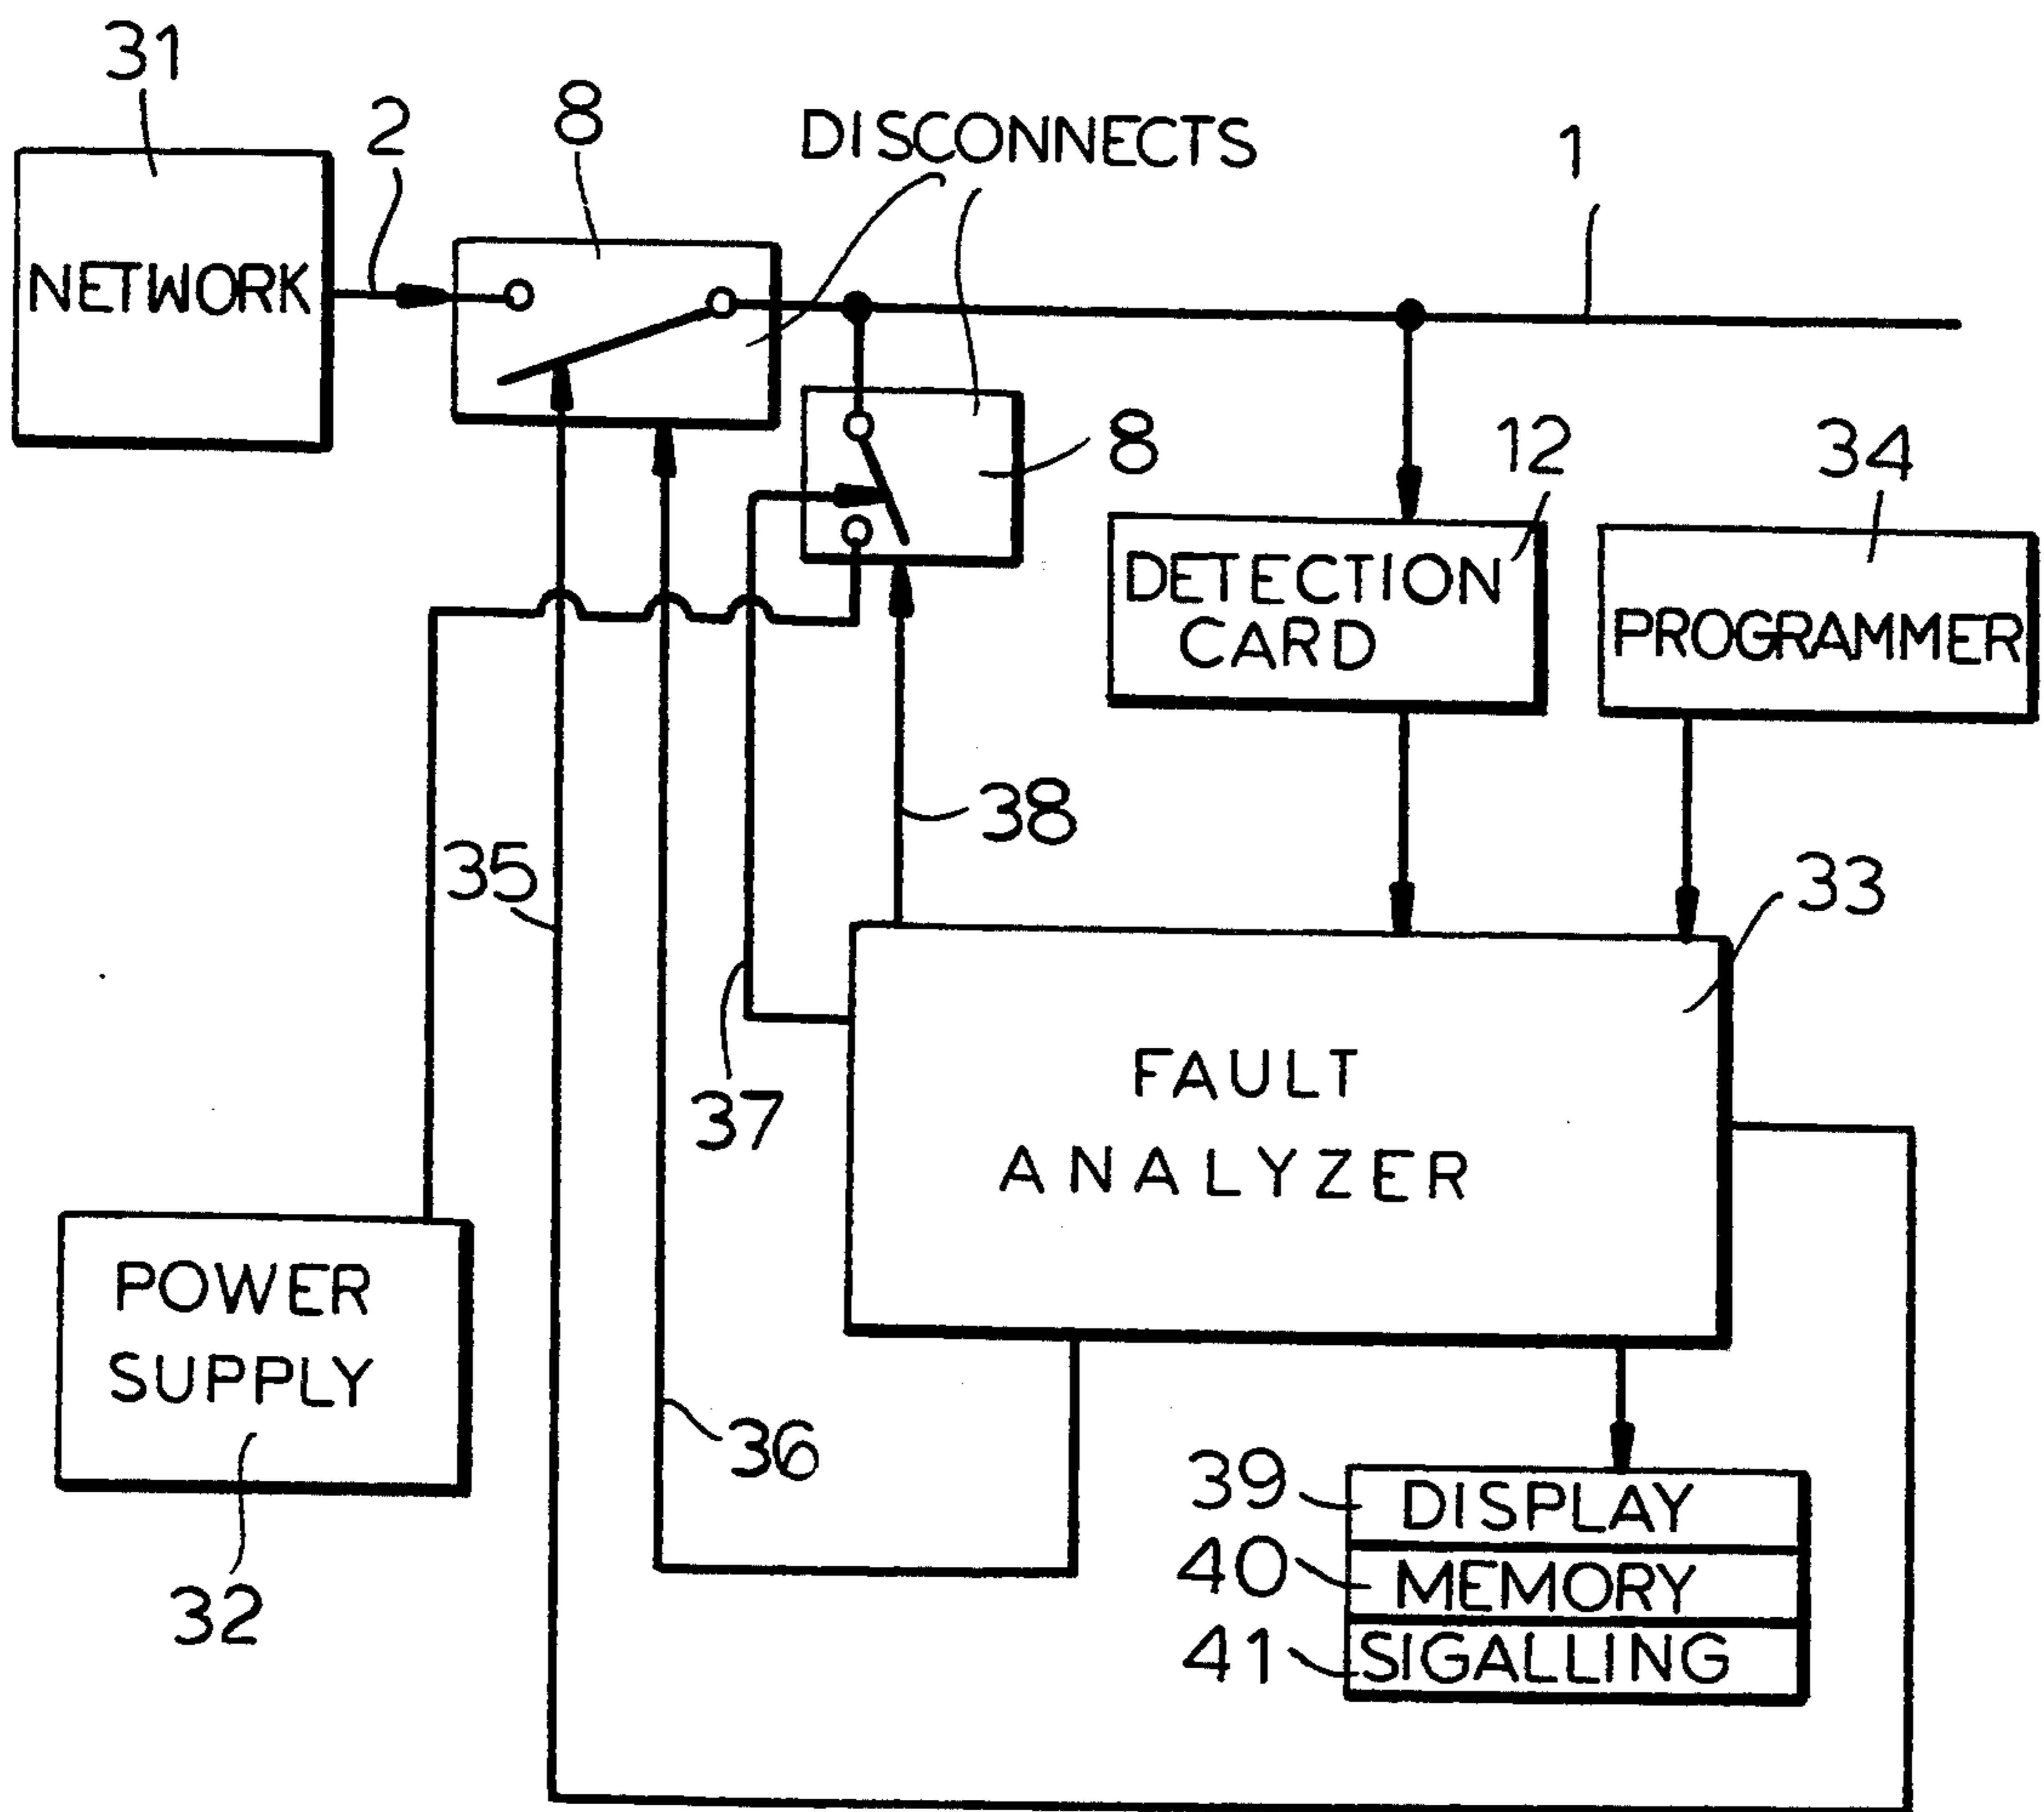 31
2
8
DISCONNECTS
1
NETWORK
8
12
34
DETECTION
CARD
PROGRAMMER
38
35
33
37
FAULT
ANALYZER
POWER
SUPPLY
36
32
39
DISPLAY
40
MEMORY
41
SIGALLING